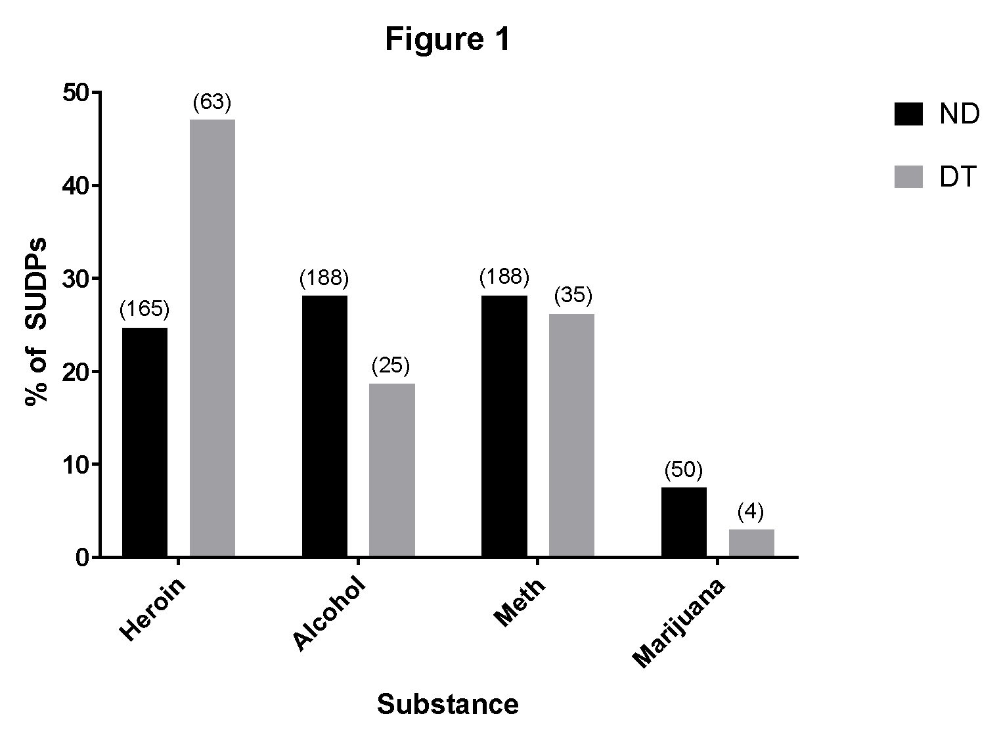 Figure 1
ND
DT
% of SUDPs
50
40
30
20
10
0
(165)
(63)
(188)
(25)
(188)
(35)
(50)
(4)
Heroin
Alcohol
Meth
Marijuana
Substance